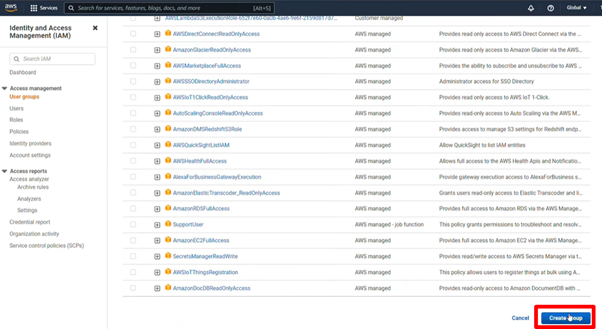 aws
Services
Search for services, features, blogs, docs, and more
[Alt+S]
Global
Identity and Access
Management (IAM)
Search IAM
Dashboard
Access management
User groups
Users
Roles
Policies
Identity providers
Account settings
Access reports
Access analyzer
Archive rules
Analyzers
Settings
Credential report
Organization activity
Service control policies (SCPs)
Customer managed
AWSDirectConnectReadOnlyAccess AWS managed Provides read only access to AWS Direct Connect via the ...
AmazonGlacierReadOnlyAccess AWS managed Provides read only access to Amazon Glacier via the AWS...
AWSMarketplaceFullAccess AWS managed Provides the ability to subscribe and unsubscribe to AWS ...
AWSSSODirectoryAdministrator AWS managed Administrator access for SSO Directory
AWSIoT1ClickReadOnlyAccess AWS managed Provides read only access to AWS IoT 1-Click.
AutoScalingConsoleReadOnlyAccess AWS managed Provides read-only access to Auto Scaling via the AWS M...
AmazonDMSRedshiftS3Role AWS managed Provides access to manage S3 settings for Redshift endp...
AWSQuickSightListIAM AWS managed Allow QuickSight to list IAM entities
AWSHealthFullAccess AWS managed Allows full access to the AWS Health Apis and Notificatio...
AlexaForBusinessGatewayExecution AWS managed Provide gateway execution access to AlexaForBusiness s...
AmazonElasticTranscoder_ReadOnlyAccess AWS managed Grants users read-only access to Elastic Transcoder and li...
AmazonRDSFullAccess AWS managed Provides full access to Amazon RDS via the AWS Manage...
SupportUser AWS managed - job function This policy grants permissions to troubleshoot and resolv...
AmazonEC2FullAccess AWS managed Provides full access to Amazon EC2 via the AWS Manage...
SecretsManagerReadWrite AWS managed Provides read/write access to AWS Secrets Manager via t...
AWSIoTThingsRegistration AWS managed This policy allows users to register things at bulk using A...
AmazonDocDBReadOnlyAccess AWS managed Provides read-only access to Amazon DocumentDB with ...
Cancel
Create group